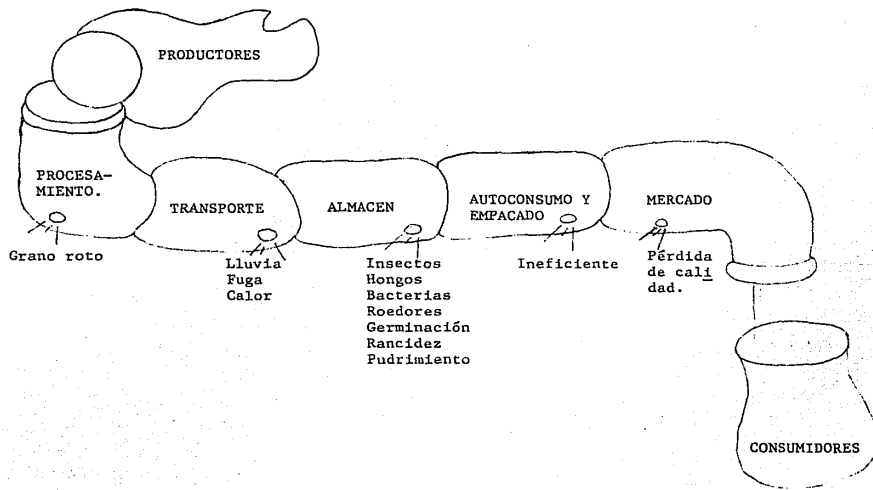 PRODUCTORES
PROCESA-
MIENTO.
TRANSPORTE
ALMACEN
AUTOCONSUMO Y
EMPACADO
MERCADO
Grano roto
Lluvia
Fuga
Calor
Insectos
Hongos
Bacterias
Roedores
Germinación
Rancidez
Pudrimiento
Ineficiente
Pérdida
de cali
dad.
CONSUMIDORES